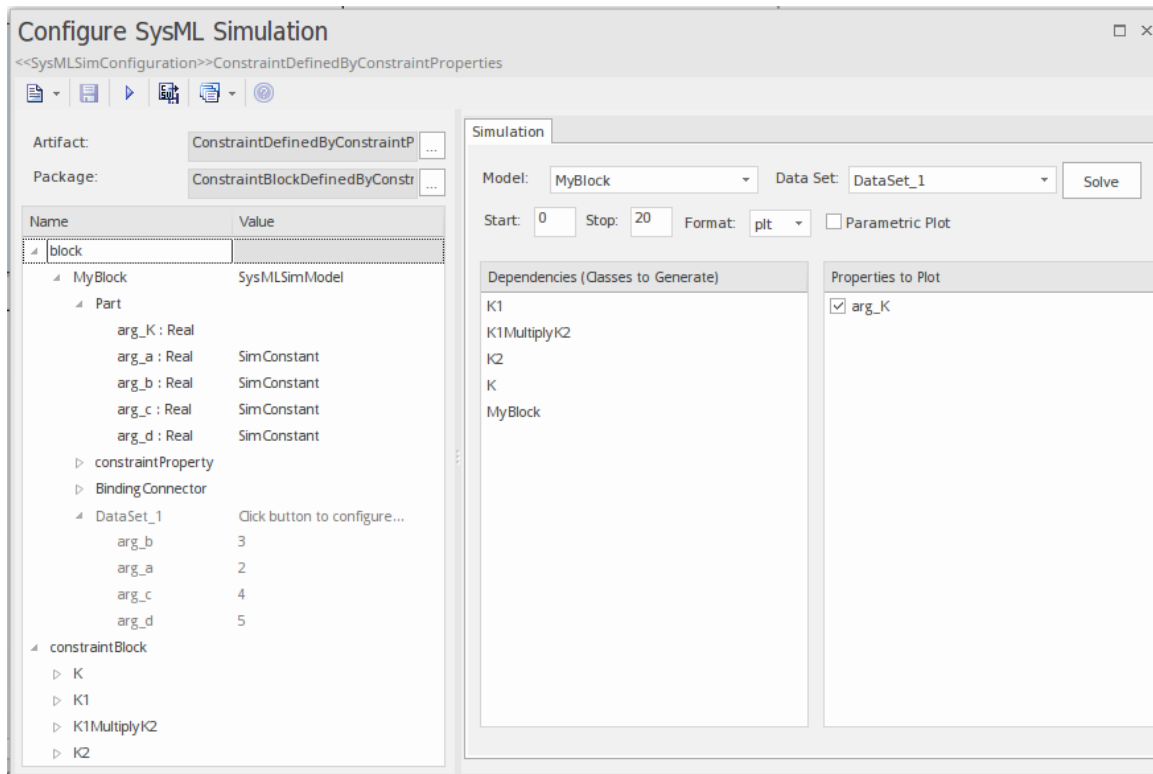 Configure SysML Simulation
<<SysMLSimConfiguration>>ConstraintDefinedByConstraintProperties
Artifact: ConstraintDefinedByConstraintP ...
Package: ConstraintBlockDefinedByConstr ...
Name Value
block
MyBlock SysMLSimModel
Part
arg_K : Real
arg_a : Real SimConstant
arg_b : Real SimConstant
arg_c : Real SimConstant
arg_d : Real SimConstant
constraintProperty
BindingConnector
DataSet_1 Click button to configure...
arg_b 3
arg_a 2
arg_c 4
arg_d 5
constraintBlock
K
K1
K1MultiplyK2
K2
Simulation
Model: MyBlock Data Set: DataSet_1 Solve
Start: 0 Stop: 20 Format: plt Parametric Plot
Dependencies (Classes to Generate)
K1
K1MultiplyK2
K2
K
MyBlock
Properties to Plot
arg_K